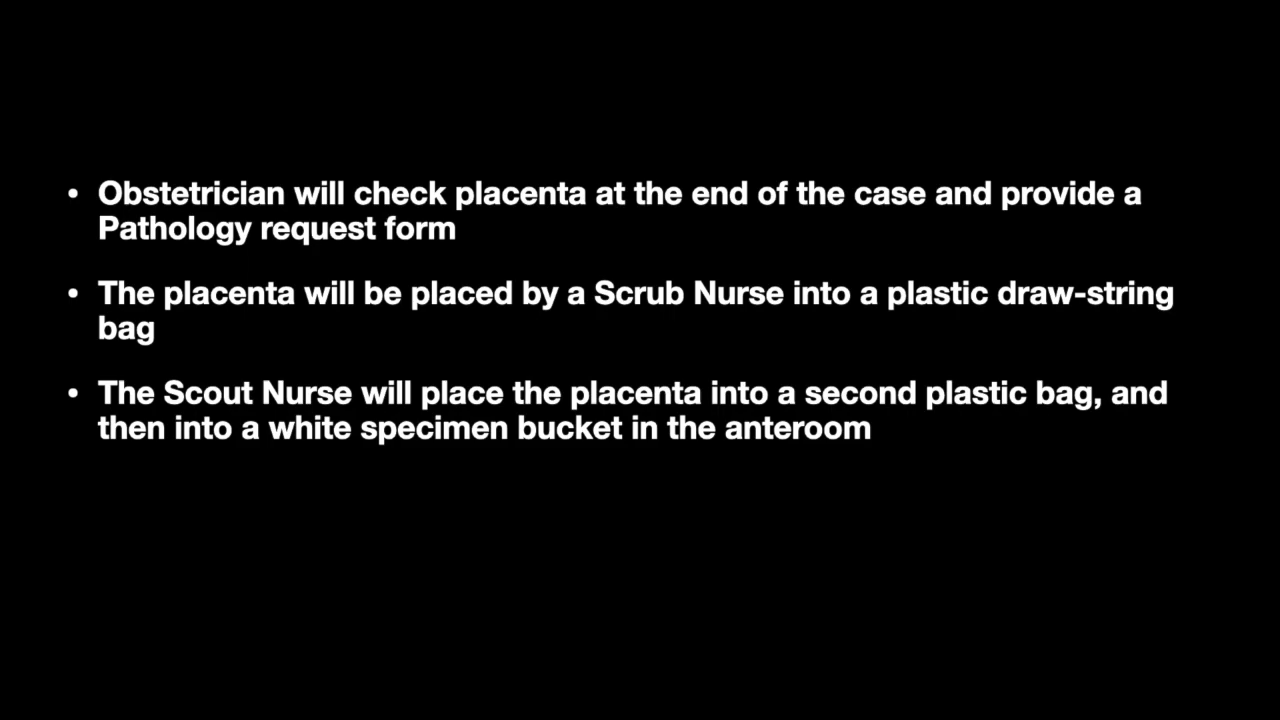 • Obstetrician will check placenta at the end of the case and provide a
Pathology request form
• The placenta will be placed by a Scrub Nurse into a plastic draw-string
bag
• The Scout Nurse will place the placenta into a second plastic bag, and
then into a white specimen bucket in the anteroom